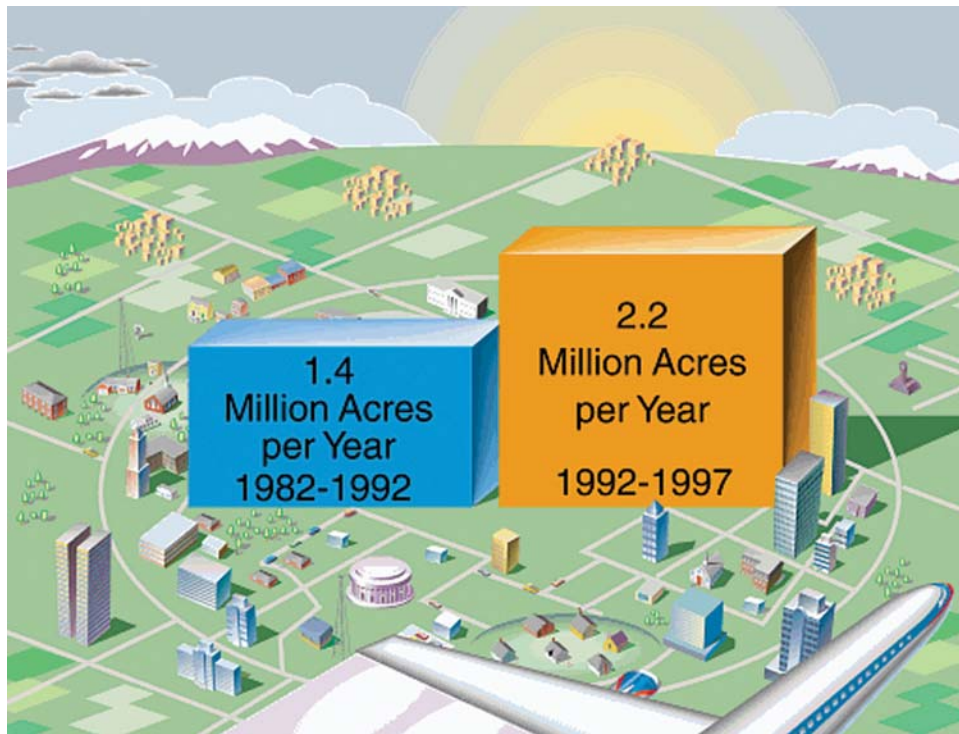 1.4
Million Acres
per Year
1982-1992
2.2
Million Acres
per Year
1992-1997